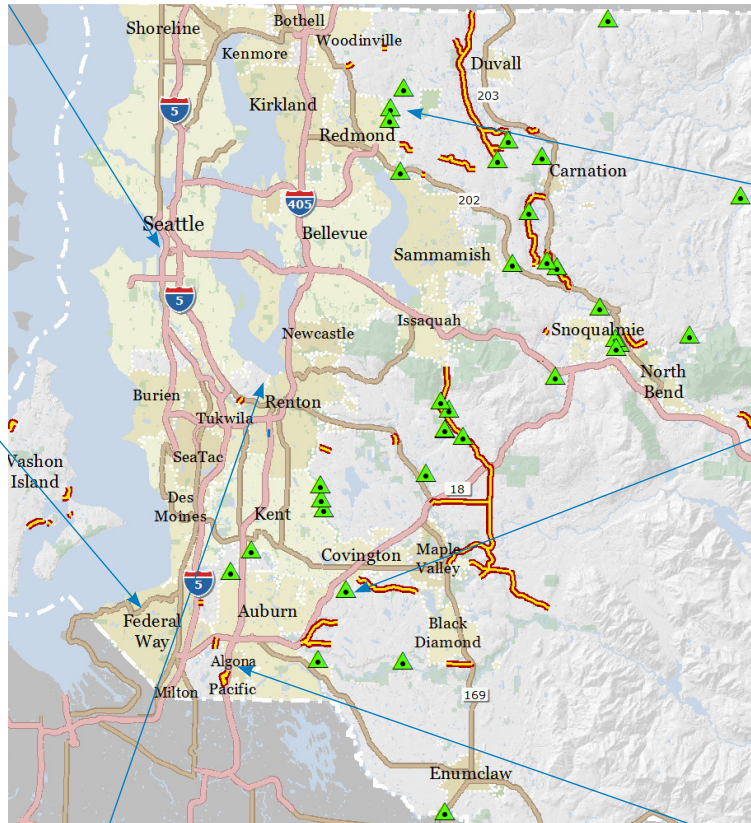 Shoreline
Bothell
Woodinville
Kenmore
Duvall
203
Kirkland
5
Redmond
Carnation
202
405
Seattle
Bellevue
Sammamish
5
Issaquah
Newcastle
Snoqualmie
North
Bend
Burien
Renton
Tukwila
SeaTac
Vashon
Island
18
Des
Moines
Kent
Covington
Maple
Valley
5
Auburn
Federal
Way
Black
Diamond
Algona
Pacific
Milton
169
Enumclaw